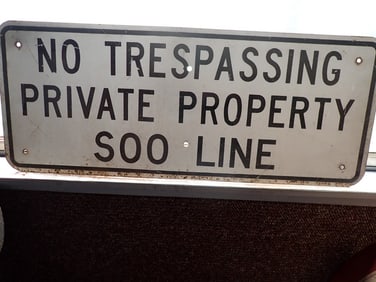 NO TRESPASSING
PRIVATE PROPERTY
SOO LINE